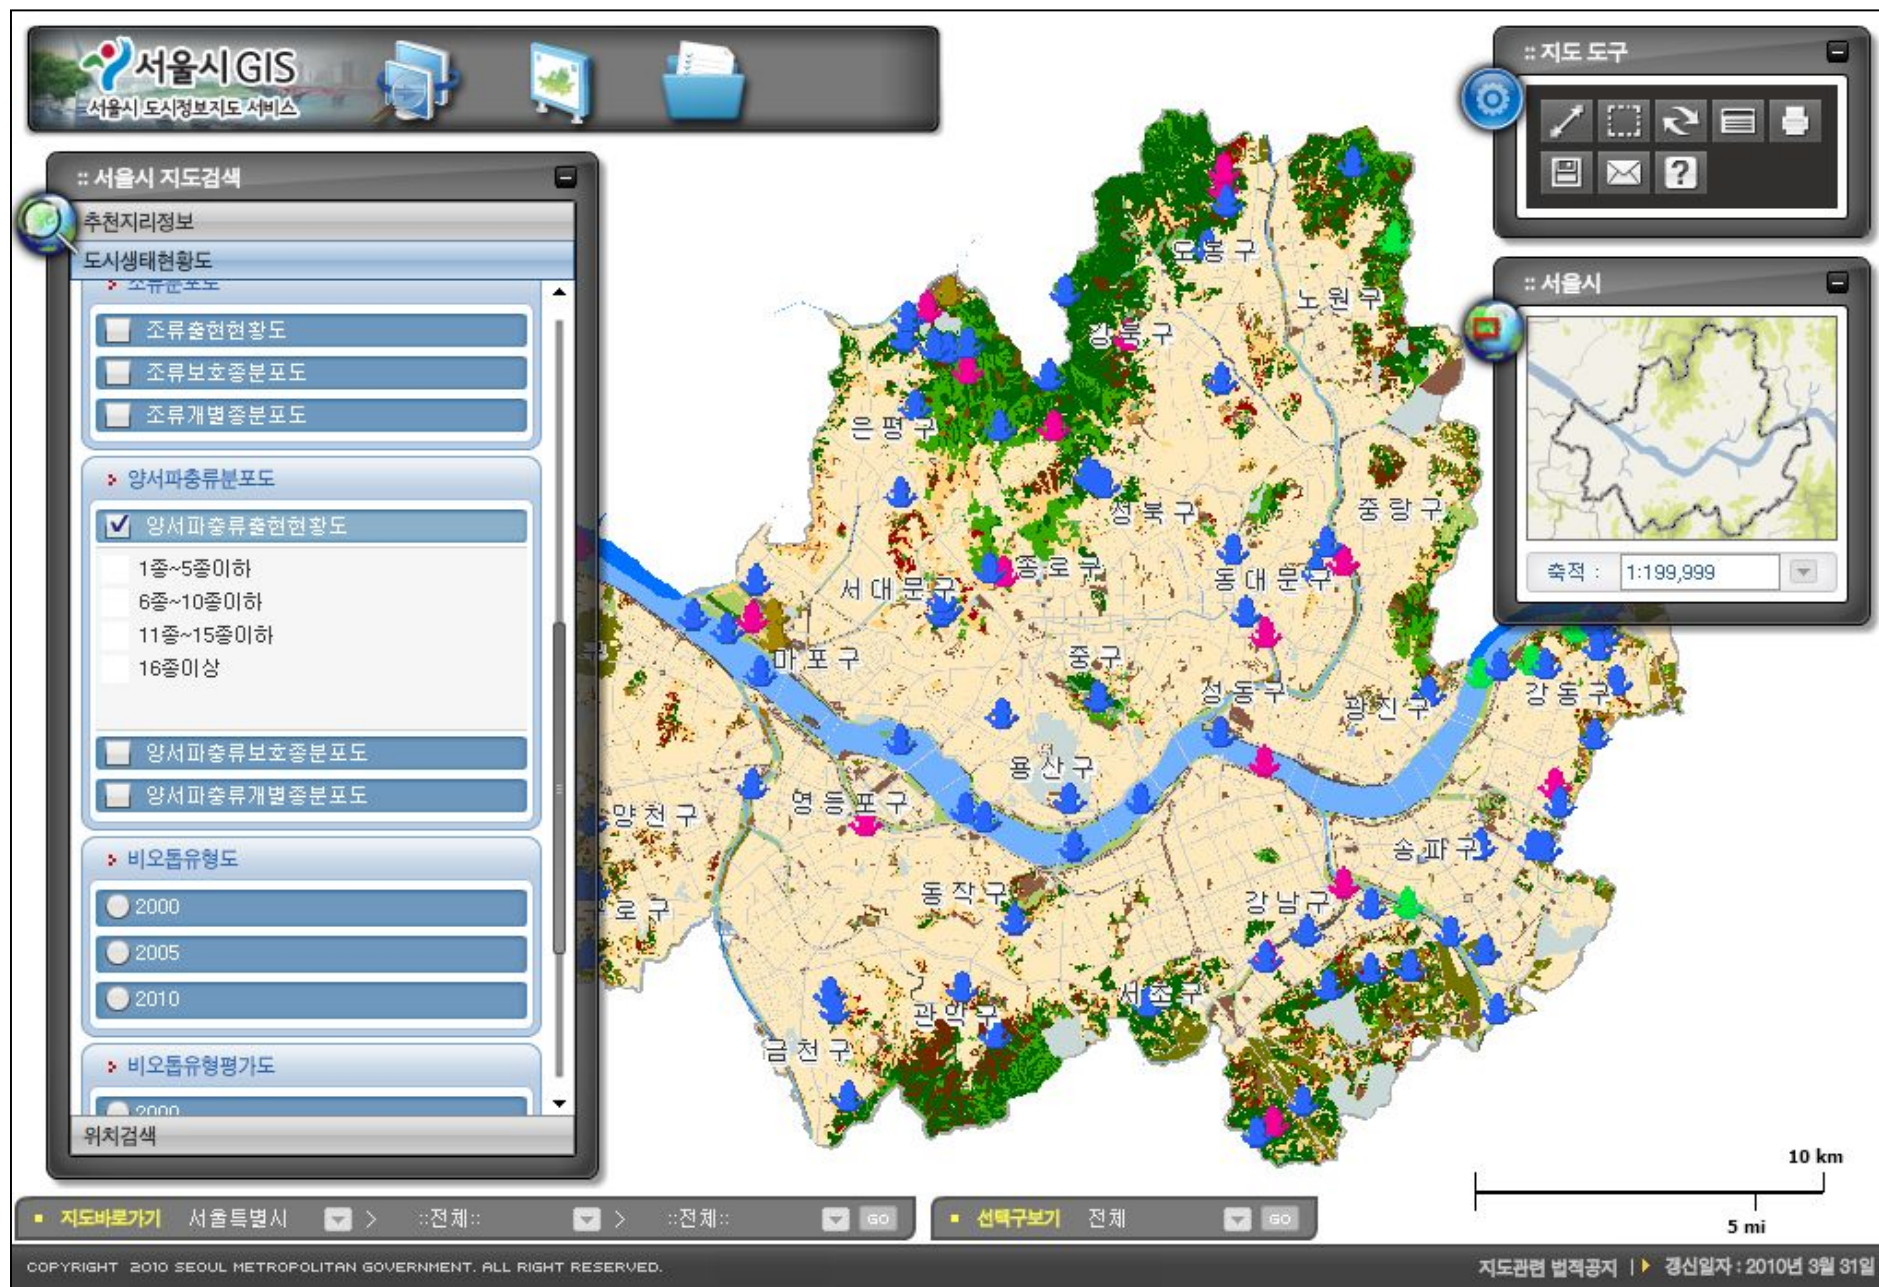 서울시 GIS
서울시 도시정보지도 서비스
:: 서울시 지도검색
추천지리정보
도시생태현황도
조류분포도
조류출현현황도
조류보호종분포도
조류개별종분포도
양서파충류분포도
양서파충류출현현황도
1종~5종이하
6종~10종이하
11종~15종이하
16종이상
양서파충류보호종분포도
양서파충류개별종분포도
비오톱유형도
2000
2005
2010
비오톱유형평가도
2000
위치검색
도봉구
노원구
강북구
은평구
성북구
중랑구
종로구
서대문구
동대문구
마포구
중구
성동구
광진구
강동구
용산구
영등포구
양천구
송파구
동작구
강남구
로구
서초구
관악구
금천구
:: 지도 도구
?
:: 서울시
축적 : 1:199,999
10 km
5 mi
지도바로가기 서울특별시 > ::전체:: > ::전체:: GO
선택구보기 전체 GO
COPYRIGHT 2010 SEOUL METROPOLITAN GOVERNMENT. ALL RIGHT RESERVED.
지도관련 법적공지 | 갱신일자 : 2010년 3월 31일